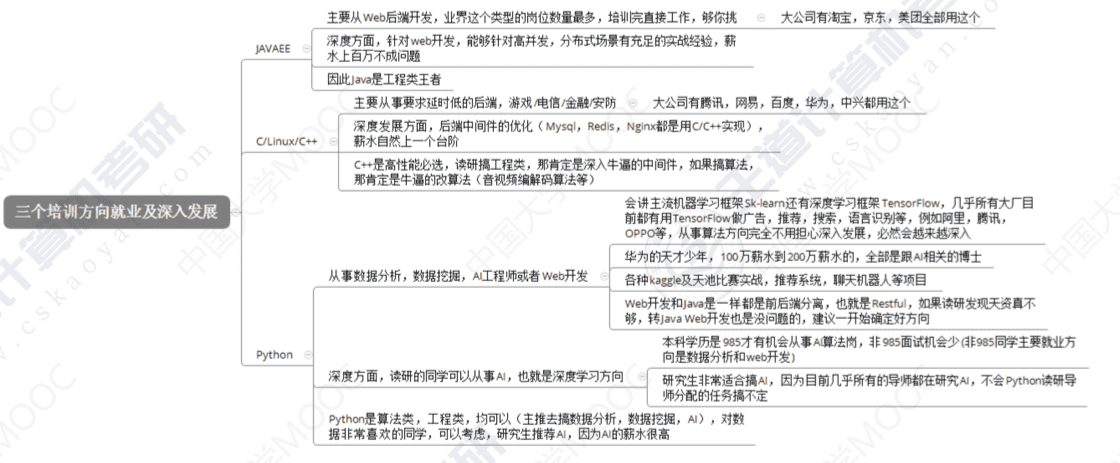 三个培训方向就业及深入发展
JAVAEE
主要从Web后端开发，业界这个类型的岗位数量最多，培训完直接工作，够你挑
大公司有淘宝，京东，美团全部用这个
深度方面，针对web开发，能够针对高并发，分布式场景有充足的实战经验，薪
水上百万不成问题
因此Java是工程类王者
C/Linux/C++
主要从事要求延时低的后端，游戏/电信/金融/安防
大公司有腾讯，网易，百度，华为，中兴都用这个
深度发展方面，后端中间件的优化（Mysql，Redis，Nginx都是用C/C++实现），
薪水自然上一个台阶
C++是高性能必选，读研搞工程类，那肯定是深入牛逼的中间件，如果搞算法，
那肯定是牛逼的改算法（音视频编解码算法等）
Python
从事数据分析，数据挖掘，AI工程师或者Web开发
会讲主流机器学习框架Sk-learn还有深度学习框架TensorFlow，几乎所有大厂目
前都有用TensorFlow做广告，推荐，搜索，语言识别等，例如阿里，腾讯，
OPPO等，从事算法方向完全不用担心深入发展，必然会越来越深入
华为的天才少年，100万薪水到200万薪水的，全部是跟AI相关的博士
各种kaggle及天池比赛实战，推荐系统，聊天机器人等项目
Web开发和Java是一样都是前后端分离，也就是Restful，如果读研发现天资真不
够，转Java Web开发也是没问题的，建议一开始确定好方向
深度方面，读研的同学可以从事AI，也就是深度学习方向
本科学历是985才有机会从事AI算法岗，非985面试机会少(非985同学主要就业方
向是数据分析和web开发)
研究生非常适合搞AI，因为目前几乎所有的导师都在研究AI，不会Python读研导
师分配的任务搞不定
Python是算法类，工程类，均可以（主推去搞数据分析，数据挖掘，AI），对数
据非常喜欢的同学，可以考虑，研究生推荐AI，因为AI的薪水很高
王道计算机考研
www.cskaoyan.com
中国大学MOOC